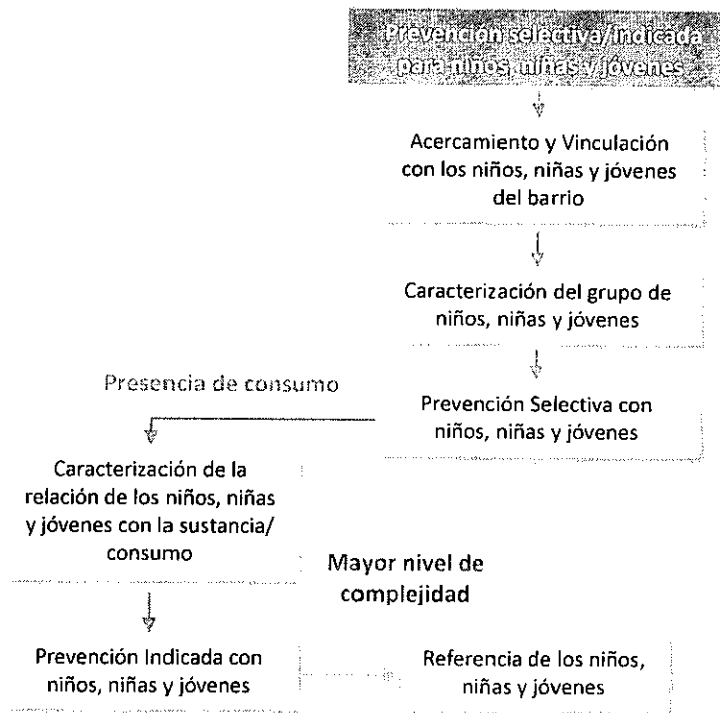 Prevención selectiva/indicada
para niños, niñas y jóvenes
Acercamiento y Vinculación
con los niños, niñas y jóvenes
del barrio
Caracterización del grupo de
niños, niñas y jóvenes
Presencia de consumo
Prevención Selectiva con
niños, niñas y jóvenes
Caracterización de la
relación de los niños, niñas
y jóvenes con la sustancia/
consumo
Mayor nivel de
complejidad
Prevención Indicada con
niños, niñas y jóvenes
Referencia de los niños,
niñas y jóvenes